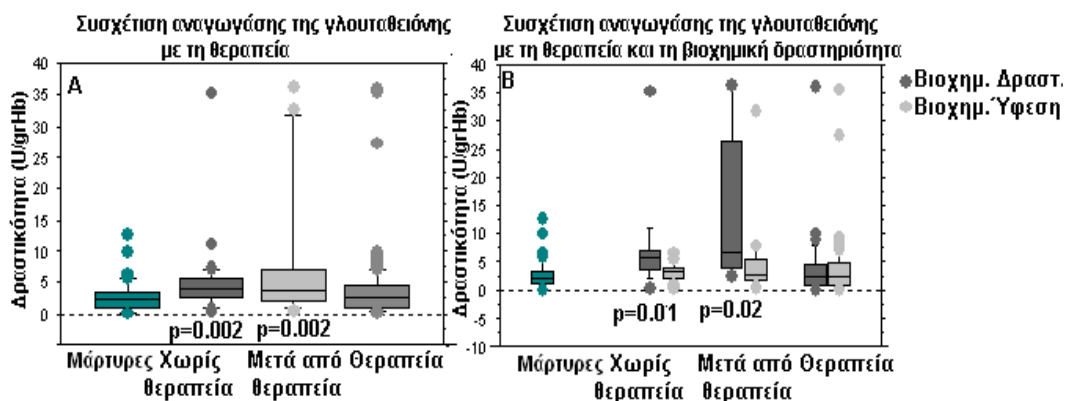 Συσχέτιση αναγωγάσης της γλουταθειόνης
με τη θεραπεία
A
Δραστικότητα (U/grHb)
40
35
30
25
20
15
10
5
0
p=0.002
p=0.002
Μάρτυρες Χωρίς Μετά από Θεραπεία
θεραπεία θεραπεία
Συσχέτιση αναγωγάσης της γλουταθειόνης
με τη θεραπεία και τη βιοχημική δραστηριότητα
B
Δραστικότητα (U/grHb)
40
35
30
25
20
15
10
5
0
-5
-10
p=0.01
p=0.02
Μάρτυρες Χωρίς Μετά από Θεραπεία
θεραπεία θεραπεία
Βιοχημ. Δραστ.
Βιοχημ. Ύφεση